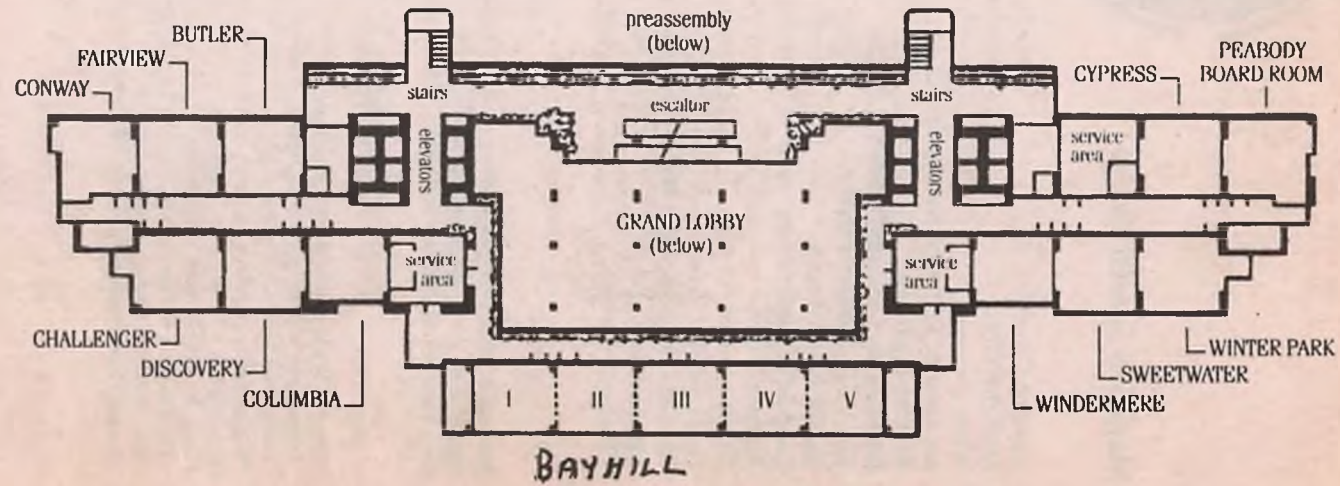 preassembly
(below)
BUTLER
FAIRVIEW
CONWAY
PEABODY
BOARD ROOM
CYPRESS
stairs
escaltor
stairs
elevators
elevators
service
area
GRAND LOBBY
(below)
service
area
service
area
CHALLENGER
DISCOVERY
COLUMBIA
WINTER PARK
SWEETWATER
WINDERMERE
I
II
III
IV
V
BAYHILL